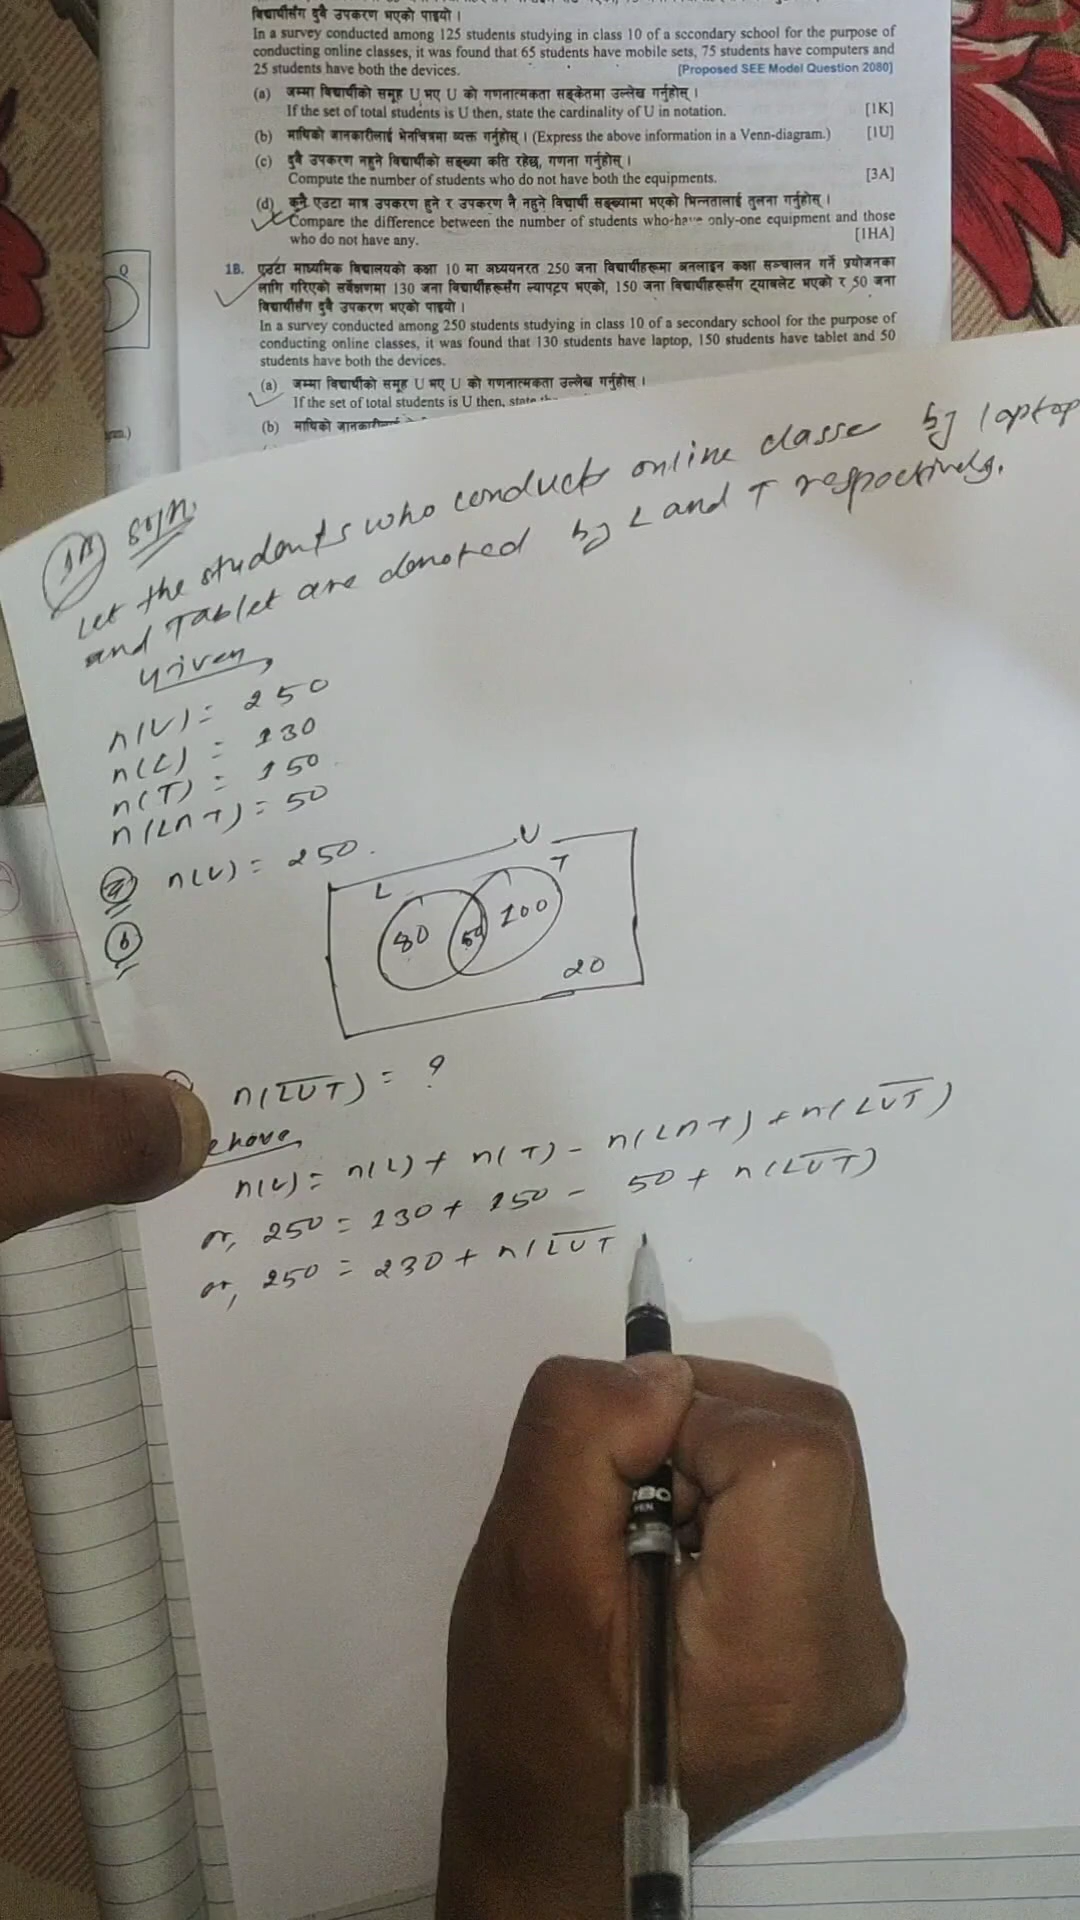 विद्यार्थीसँग दुवै उपकरण भएको पाइयो ।
In a survey conducted among 125 students studying in class 10 of a secondary school for the purpose of
conducting online classes, it was found that 65 students have mobile sets, 75 students have computers and
25 students have both the devices. [Proposed SEE Model Question 2080]
(a) जम्मा विद्यार्थीको समूह U भए U को गणनात्मकता सङ्केतमा उल्लेख गर्नुहोस् ।
If the set of total students is U then, state the cardinality of U in notation. [1K]
(b) माथिको जानकारीलाई भेनचित्रमा व्यक्त गर्नुहोस् । (Express the above information in a Venn-diagram.) [1U]
(c) दुवै उपकरण नहुने विद्यार्थीको सङ्ख्या कति रहेछ, गणना गर्नुहोस् ।
Compute the number of students who do not have both the equipments. [3A]
(d) कुनै एउटा मात्र उपकरण हुने र उपकरण नै नहुने विद्यार्थी सङ्ख्यामा भएको भिन्नतालाई तुलना गर्नुहोस् ।
Compare the difference between the number of students who have only one equipment and those
who do not have any. [1HA]
1B. एउटा माध्यमिक विद्यालयको कक्षा 10 मा अध्ययनरत 250 जना विद्यार्थीहरूमा अनलाइन कक्षा सञ्चालन गर्ने प्रयोजनका
लागि गरिएको सर्वेक्षणमा 130 जना विद्यार्थीहरूसँग ल्यापटप भएको, 150 जना विद्यार्थीहरूसँग ट्याबलेट भएको र 50 जना
विद्यार्थीसँग दुवै उपकरण भएको पाइयो ।
In a survey conducted among 250 students studying in class 10 of a secondary school for the purpose of
conducting online classes, it was found that 130 students have laptop, 150 students have tablet and 50
students have both the devices.
(a) जम्मा विद्यार्थीको समूह U भए U को गणनात्मकता उल्लेख गर्नुहोस् ।
If the set of total students is U then, state
(b) माथिको
Q
1B Sol/n
Let the students who conducts online classe by laptop
and Tablet are denoted by L and T respectively.
Given,
n(U) = 250
n(L) = 130
n(T) = 150
n(L∩T) = 50
(a) n(U) = 250.
(b)
U
L T
80 50 100
20
n(L̅U̅T̅) = ?
n(U) = n(L) + n(T) - n(L∩T) + n(L̅U̅T̅)
or, 250 = 130 + 150 - 50 + n(L̅U̅T̅)
or, 250 = 230 + n(L̅U̅T̅